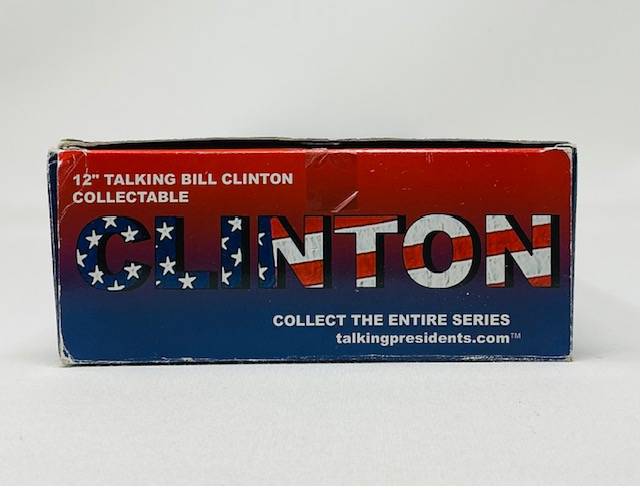 12" TALKING BILL CLINTON
COLLECTABLE
CLINTON
COLLECT THE ENTIRE SERIES
talkingpresidents.com™